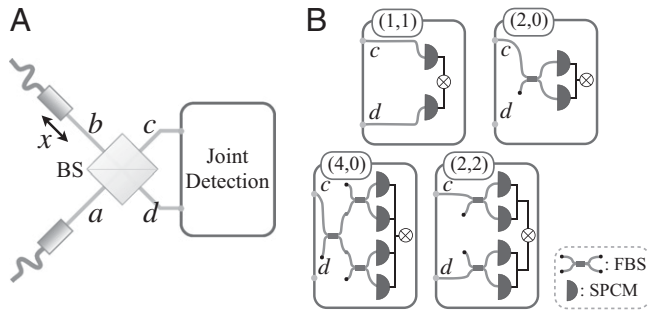 A
B
(1,1)
(2,0)
c
d
c
d
b
c
x
BS
Joint
Detection
a
d
(4,0)
(2,2)
c
d
c
d
: FBS
: SPCM